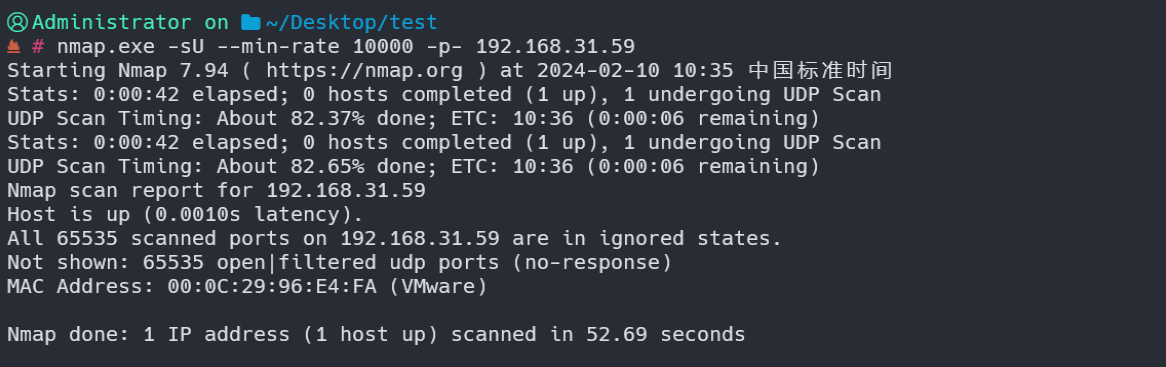 Administrator on ~/Desktop/test
# nmap.exe -sU --min-rate 10000 -p- 192.168.31.59
Starting Nmap 7.94 ( https://nmap.org ) at 2024-02-10 10:35 中国标准时间
Stats: 0:00:42 elapsed; 0 hosts completed (1 up), 1 undergoing UDP Scan
UDP Scan Timing: About 82.37% done; ETC: 10:36 (0:00:06 remaining)
Stats: 0:00:42 elapsed; 0 hosts completed (1 up), 1 undergoing UDP Scan
UDP Scan Timing: About 82.65% done; ETC: 10:36 (0:00:06 remaining)
Nmap scan report for 192.168.31.59
Host is up (0.0010s latency).
All 65535 scanned ports on 192.168.31.59 are in ignored states.
Not shown: 65535 open|filtered udp ports (no-response)
MAC Address: 00:0C:29:96:E4:FA (VMware)
Nmap done: 1 IP address (1 host up) scanned in 52.69 seconds